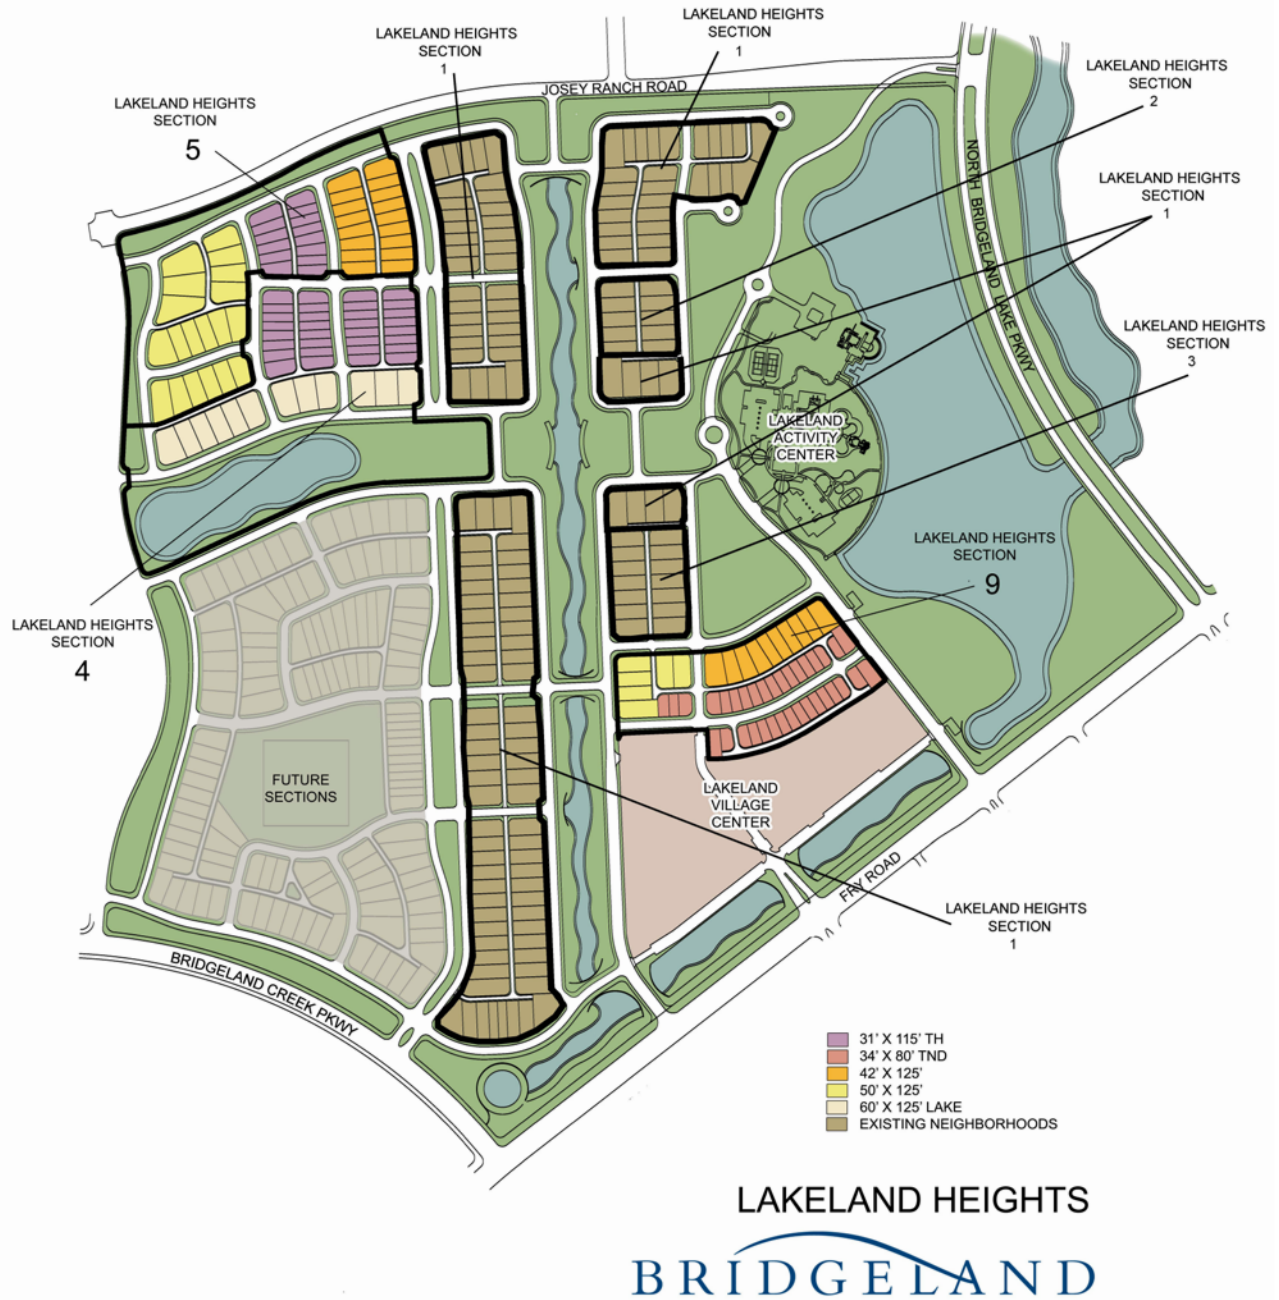 LAKELAND HEIGHTS
SECTION
1
LAKELAND HEIGHTS
SECTION
1
LAKELAND HEIGHTS
SECTION
2
JOSEY RANCH ROAD
LAKELAND HEIGHTS
SECTION
5
NORTH BRIDGELAND LAKE PKWY
LAKELAND HEIGHTS
SECTION
1
LAKELAND HEIGHTS
SECTION
3
LAKELAND
ACTIVITY
CENTER
LAKELAND HEIGHTS
SECTION
9
LAKELAND HEIGHTS
SECTION
4
FUTURE
SECTIONS
LAKELAND
VILLAGE
CENTER
FRY ROAD
LAKELAND HEIGHTS
SECTION
1
BRIDGELAND CREEK PKWY
31' X 115' TH
34' X 80' TND
42' X 125'
50' X 125'
60' X 125' LAKE
EXISTING NEIGHBORHOODS
LAKELAND HEIGHTS
BRIDGELAND